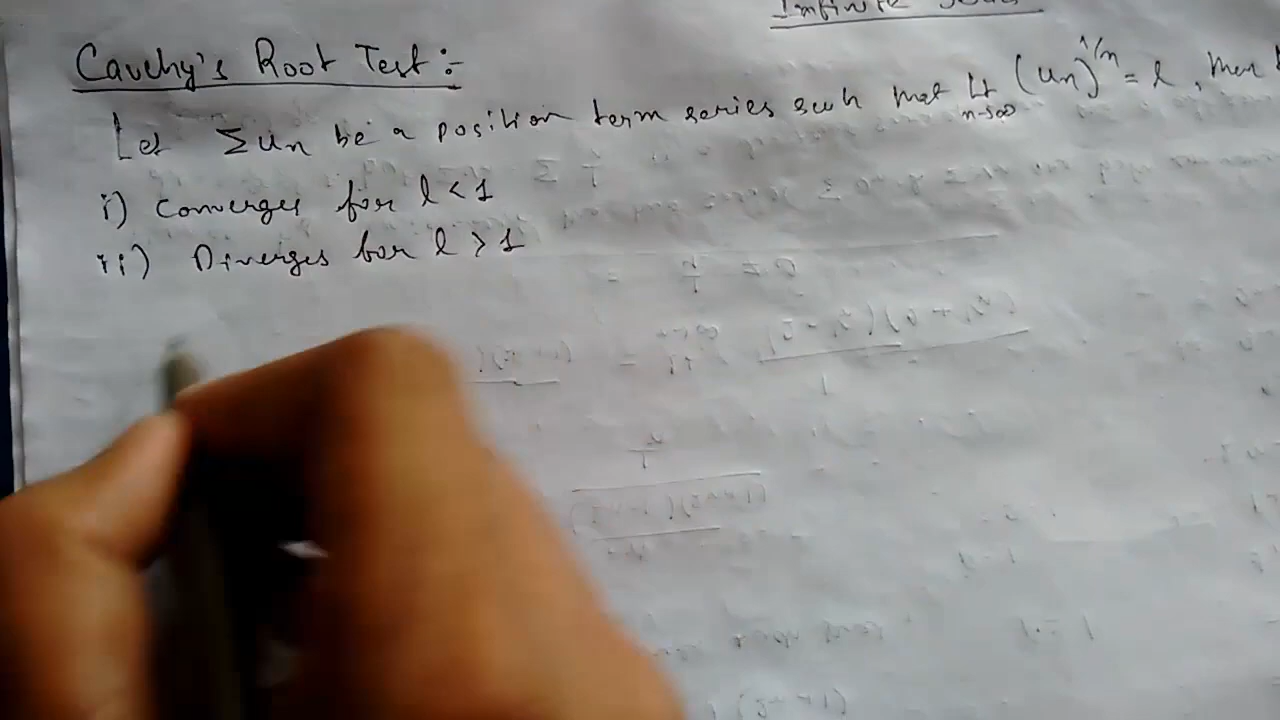 Infinite
Cauchy's Root Test :-
Let Σun be a position term series such that Lt n→∞ (un)^1/n = l , then
i) Converges for l < 1
ii) Diverges for l > 1